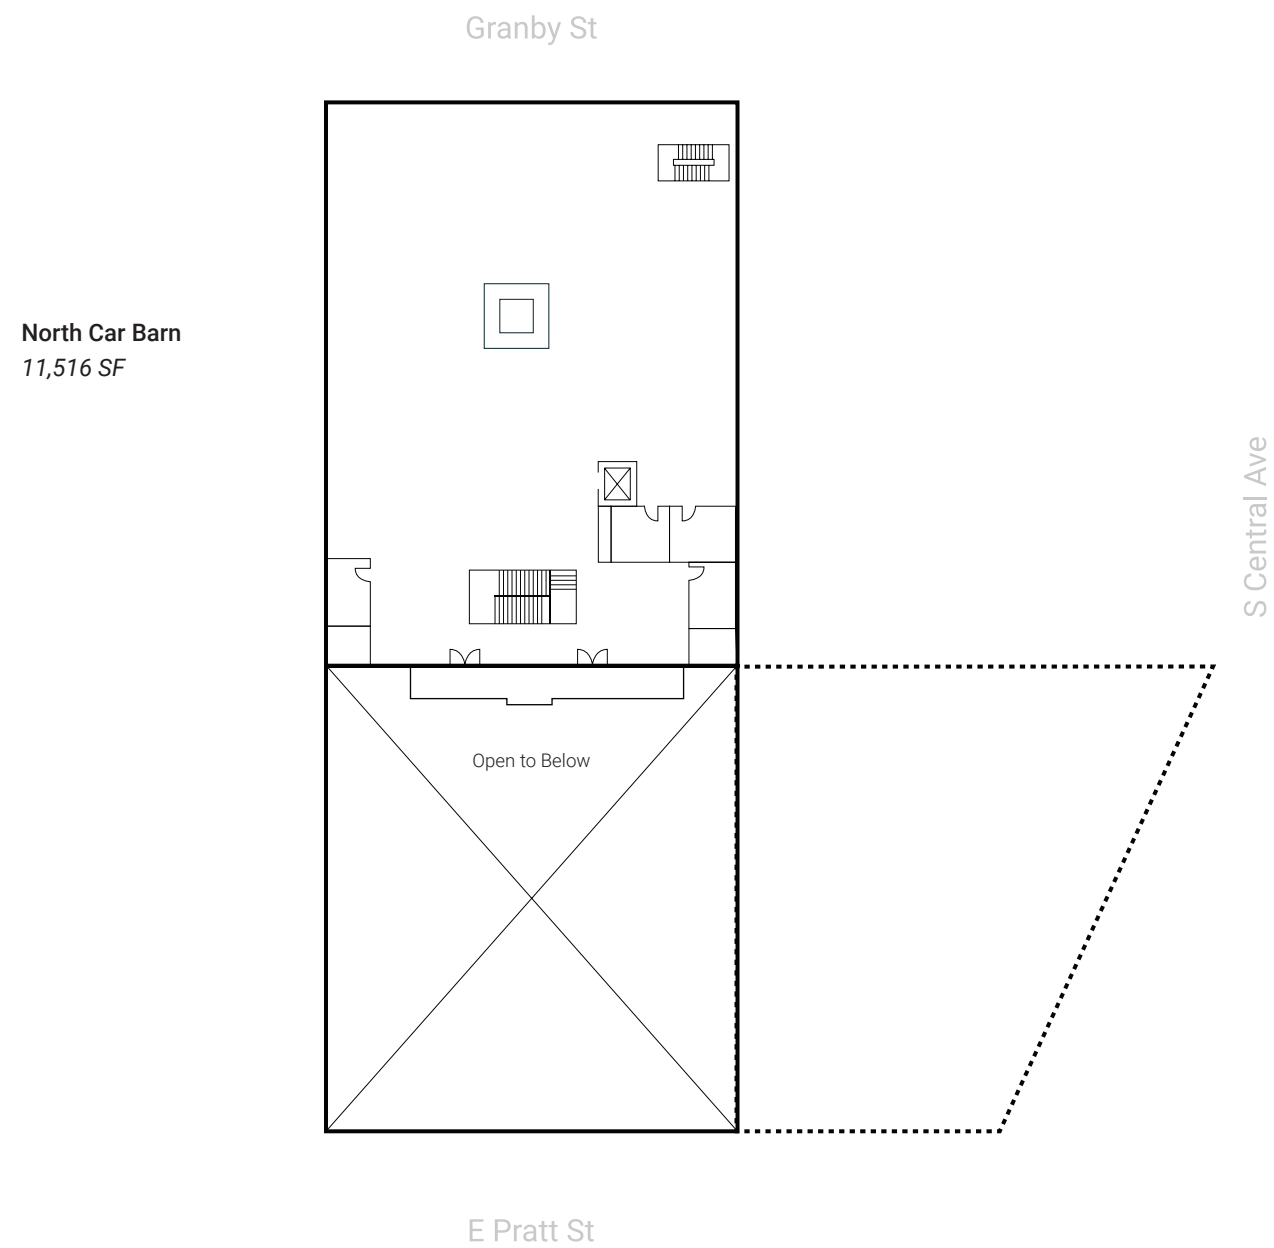 Granby St
North Car Barn
11,516 SF
S Central Ave
Open to Below
E Pratt St